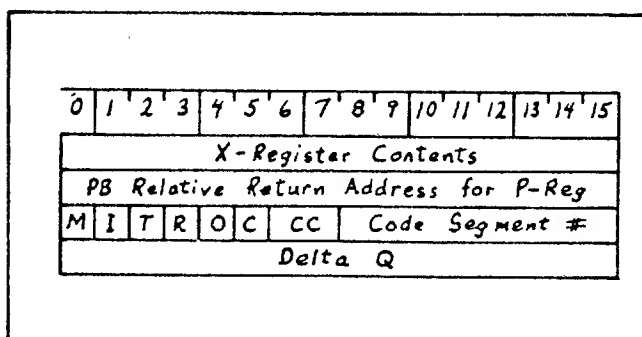 0 1 2 3 4 5 6 7 8 9 10 11 12 13 14 15
X-Register Contents
PB Relative Return Address for P-Reg
M I T R O C CC Code Segment #
Delta Q